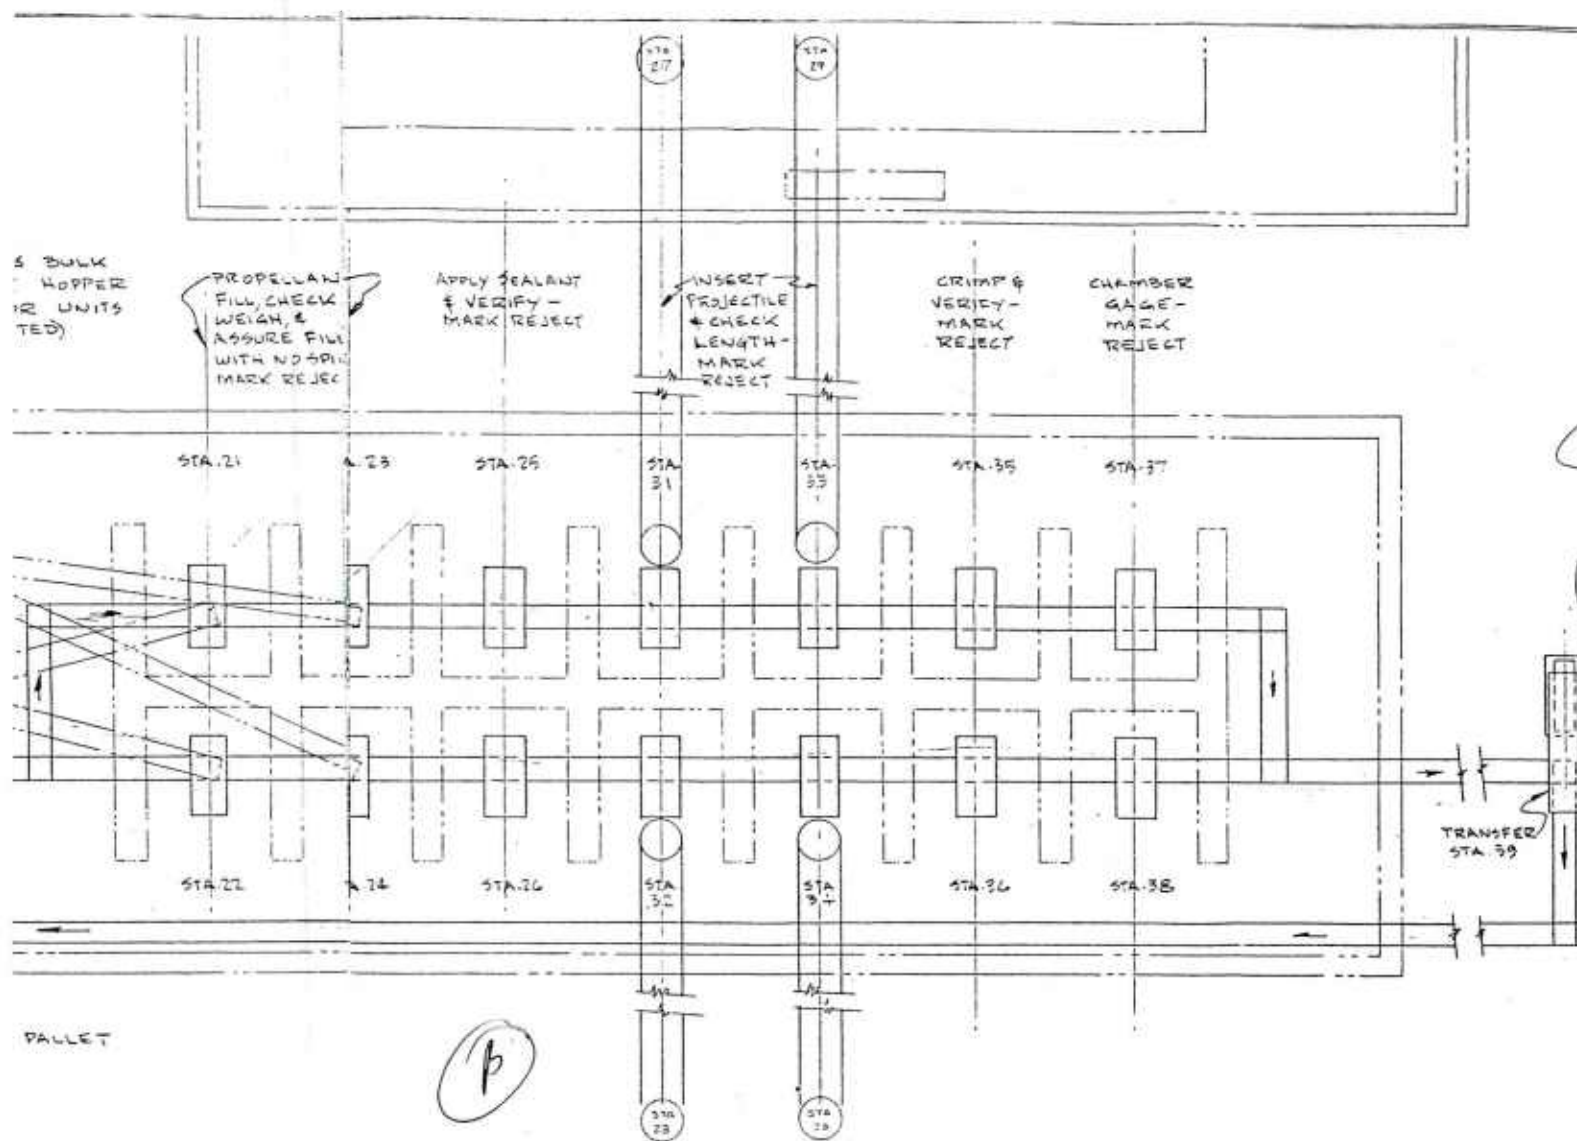 STA
27
STA
29
& BULK
HOPPER
OR UNITS
TED)
PROPELLAN
FILL, CHECK
WEIGH, &
ASSURE FILL
WITH NO SPI
MARK REJEC
APPLY SEALANT
& VERIFY -
MARK REJECT
INSERT
PROJECTILE
& CHECK
LENGTH -
MARK
REJECT
CRIMP &
VERIFY -
MARK
REJECT
CHAMBER
GAGE -
MARK
REJECT
STA. 21
A. 23
STA. 25
STA.
31
STA.
33
STA. 35
STA. 37
TRANSFER
STA. 39
STA. 22
A. 24
STA. 26
STA
32
STA
34
STA. 36
STA. 38
PALLET
STA
STA